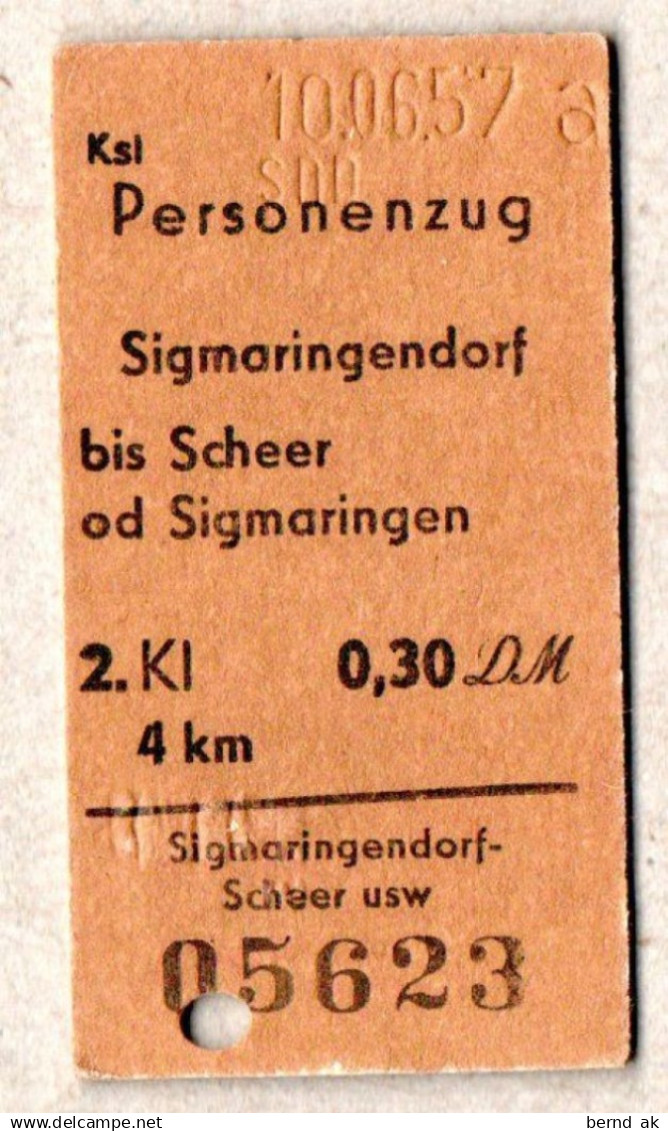 10.06.57 a
Ksl
Personenzug
Sigmaringendorf
bis Scheer
od Sigmaringen
2. Kl 0,30 DM
4 km
Sigmaringendorf-
Scheer usw
05623
delcampe.net
bernd ak